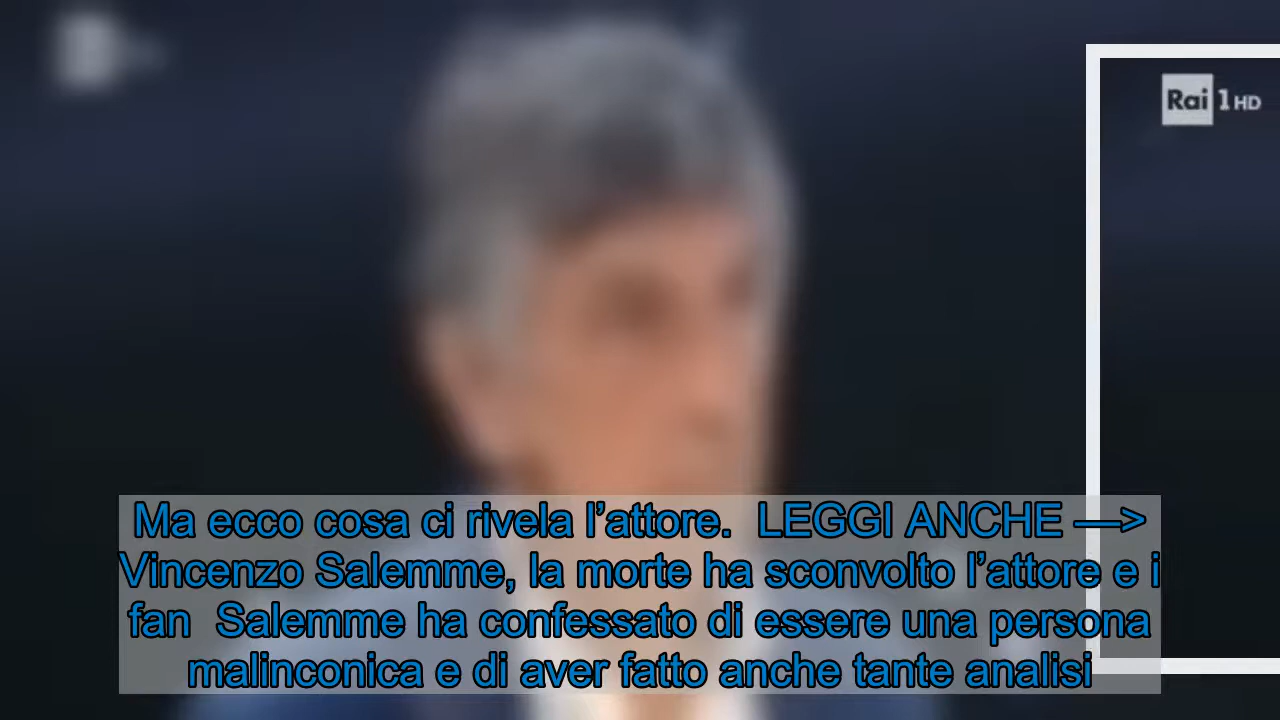 Rai 1 HD
Ma ecco cosa ci rivela l’attore.  LEGGI ANCHE —>
Vincenzo Salemme, la morte ha sconvolto l’attore e i
fan  Salemme ha confessato di essere una persona
malinconica e di aver fatto anche tante analisi